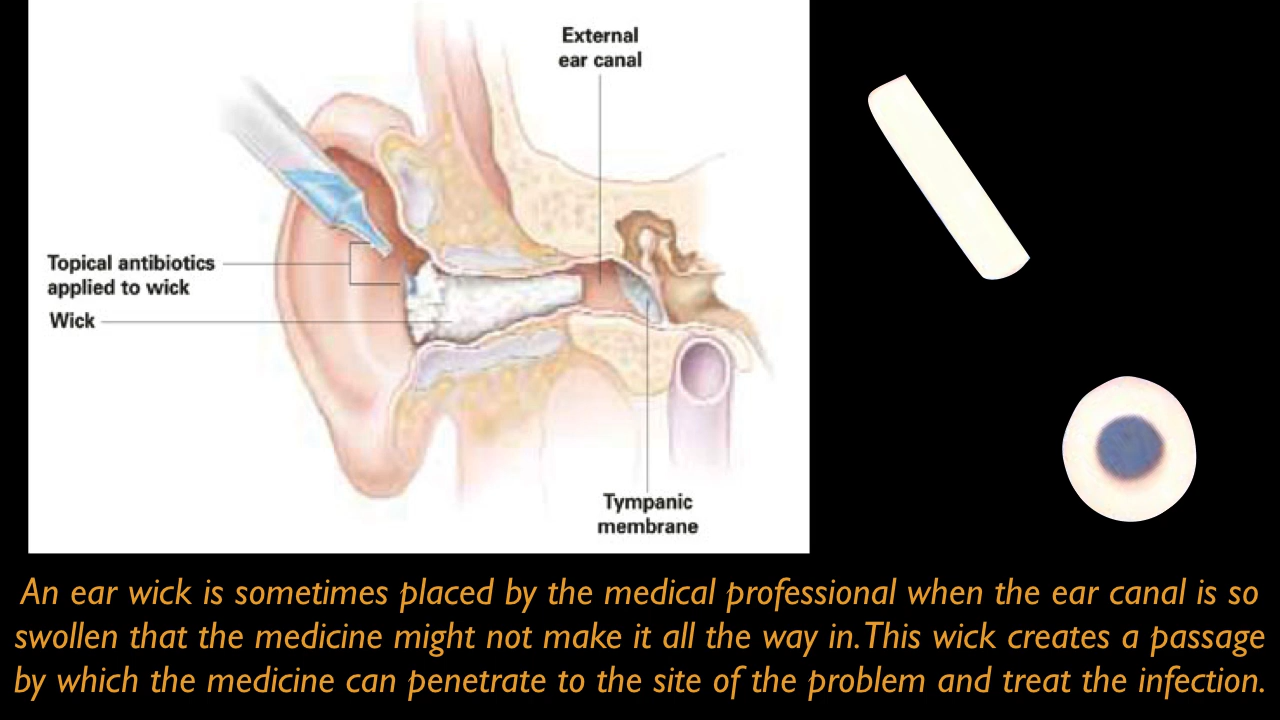 External
ear canal
Topical antibiotics
applied to wick
Wick
Tympanic
membrane
An ear wick is sometimes placed by the medical professional when the ear canal is so
swollen that the medicine might not make it all the way in. This wick creates a passage
by which the medicine can penetrate to the site of the problem and treat the infection.